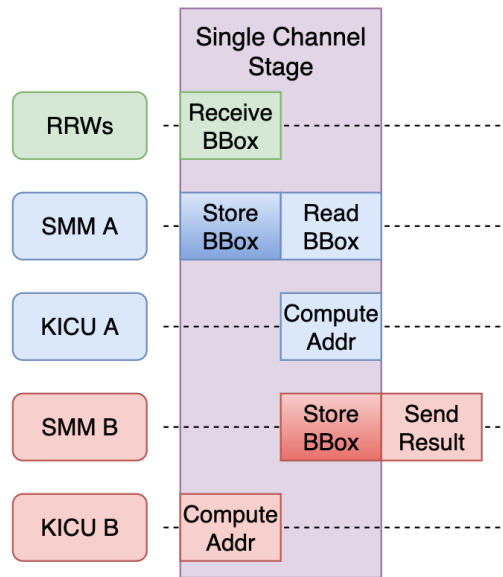 Single Channel
Stage
RRWs
Receive
BBox
SMM A
Store
BBox
Read
BBox
KICU A
Compute
Addr
SMM B
Store
BBox
Send
Result
KICU B
Compute
Addr